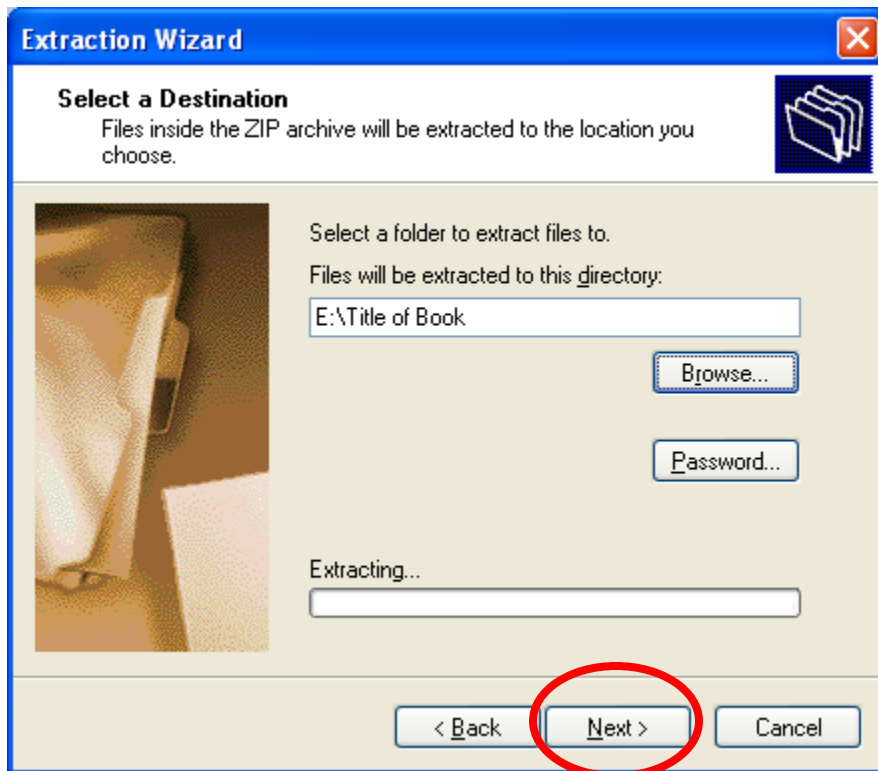 Extraction Wizard
Select a Destination
Files inside the ZIP archive will be extracted to the location you
choose.
Select a folder to extract files to.
Files will be extracted to this directory:
E:\Title of Book
Browse...
Password...
Extracting...
< Back Next > Cancel